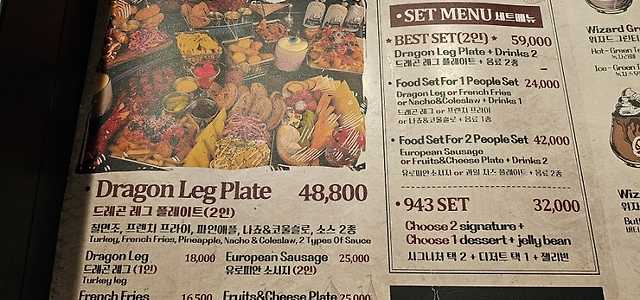 Dragon Leg Plate 48,800
드래곤 레그 플레이트(2인)
칠면조, 프렌치 프라이, 파인애플, 나쵸&코울슬로, 소스 2종
Turkey, French Fries, Pineapple, Nacho & Coleslaw, 2 Types Of Sauce
Dragon Leg 18,000
드래곤 레그 (1인)
Turkey leg
French Fries 16,500
European Sausage 25,000
유로피안 소시지 (2인)
Fruits&Cheese Plate 25,000
• SET MENU 세트메뉴
★ BEST SET(2인) 59,000
Dragon Leg Plate + Drinks 2
드래곤 레그 플레이트 + 음료 2종
• Food Set For 1 People Set 24,000
Dragon Leg or French Fries
or Nacho&Coleslaw + Drinks 1
드래곤 레그 or 프렌치 프라이
or 나쵸&코울슬로 + 음료 1종
• Food Set For 2 People Set 42,000
European Sausage
or Fruits&Cheese Plate + Drinks 2
유로피안소시지 or 과일 치즈 플레이트 + 음료 2종
• 943 SET 32,000
Choose 2 signature +
Choose 1 dessert + jelly bean
시그니처 택 2 + 디저트 택 1 + 젤리빈
Wizard Gr
위자드그린티
Hot-Green T
Ice-Green T
Wiz
위자
But
버터